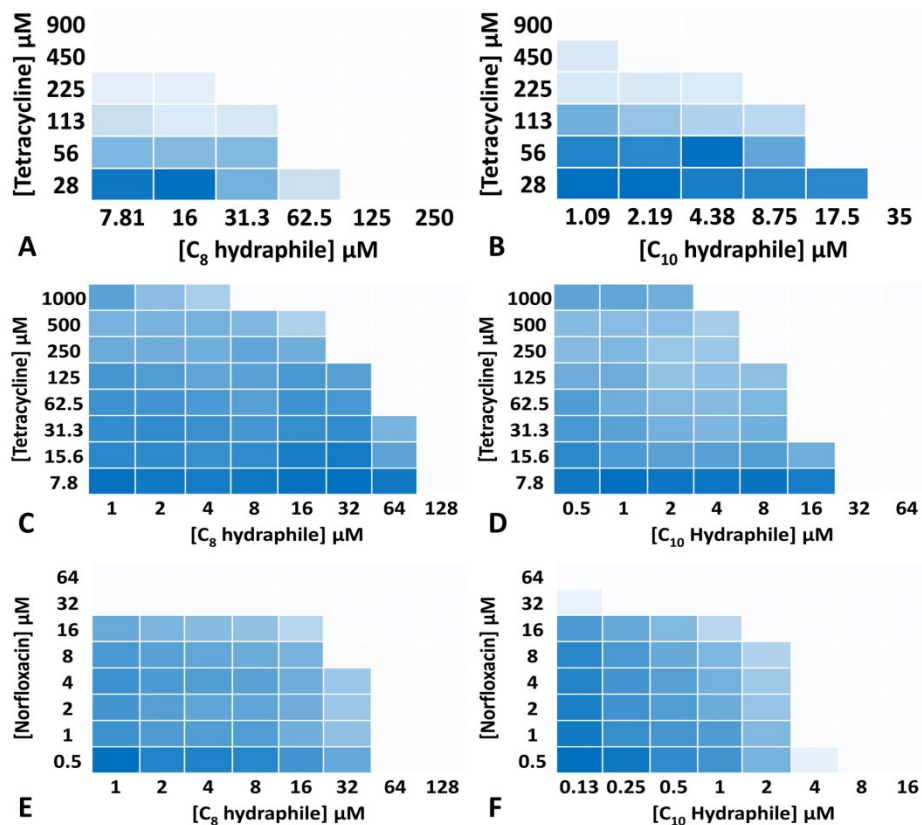 [Tetracycline] µM
900
450
225
113
56
28
7.81 16 31.3 62.5 125 250
A
[C8 hydraphile] µM
[Tetracycline] µM
900
450
225
113
56
28
1.09 2.19 4.38 8.75 17.5 35
B
[C10 hydraphile] µM
[Tetracycline] µM
1000
500
250
125
62.5
31.3
15.6
7.8
1 2 4 8 16 32 64 128
C
[C8 hydraphile] µM
[Tetracycline] µM
1000
500
250
125
62.5
31.3
15.6
7.8
0.5 1 2 4 8 16 32 64
D
[C10 Hydraphile] µM
[Norfloxacin] µM
64
32
16
8
4
2
1
0.5
1 2 4 8 16 32 64 128
E
[C8 hydraphile] µM
[Norfloxacin] µM
64
32
16
8
4
2
1
0.5
0.13 0.25 0.5 1 2 4 8 16
F
[C10 Hydraphile] µM